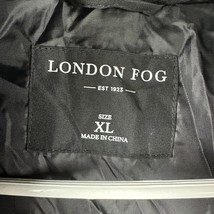 LONDON FOG
EST 1923
SIZE
XL
MADE IN CHINA